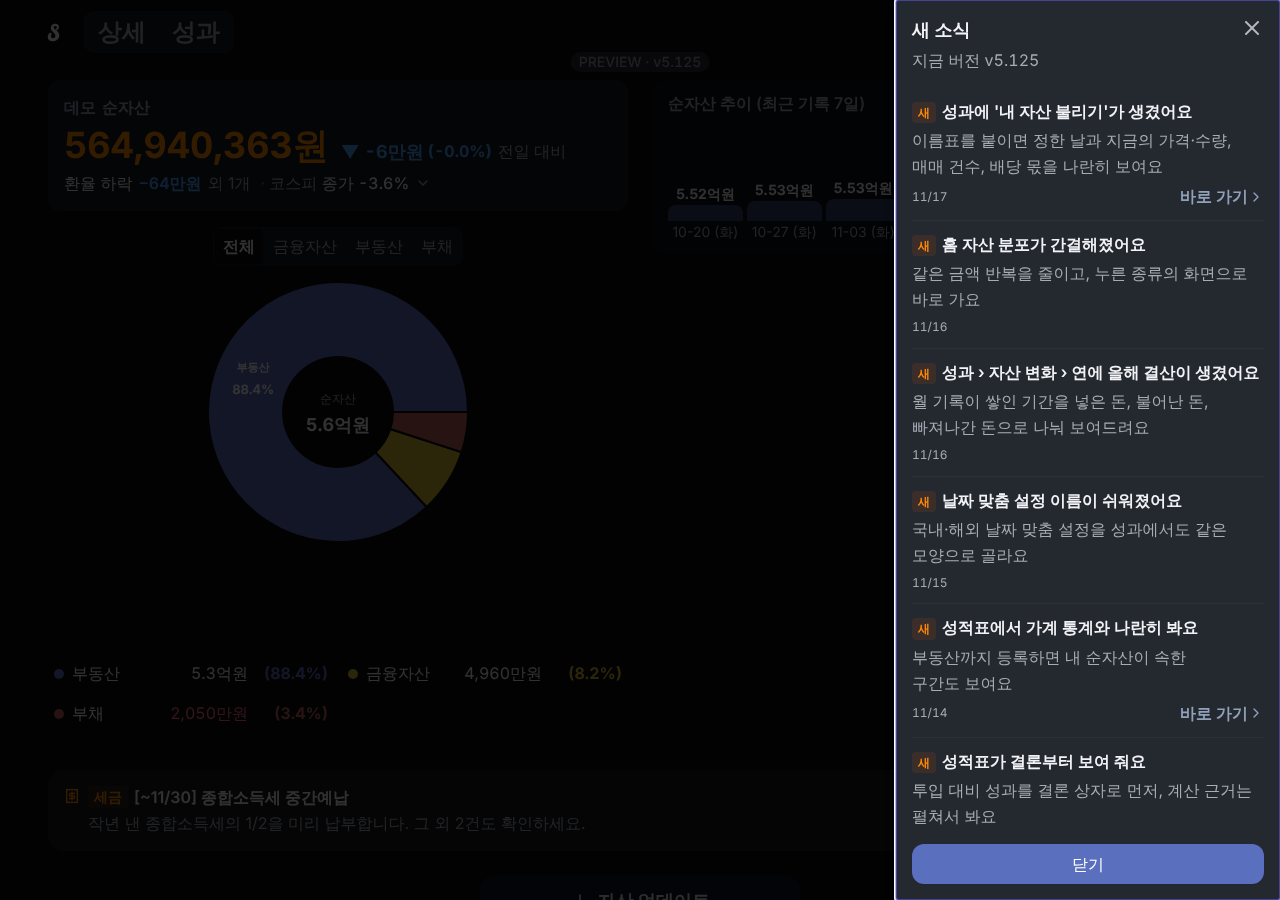 S
상세 성과
PREVIEW · v5.125
데모 순자산
564,940,363원 ▼ -6만원 (-0.0%) 전일 대비
환율 하락 -64만원 외 1개 · 코스피 종가 -3.6%
순자산 추이 (최근 기록 7일)
5.52억원 5.53억원 5.53억원
10-20 (화) 10-27 (화) 11-03 (화)
전체 금융자산 부동산 부채
부동산
88.4%
순자산
5.6억원
부동산 5.3억원 (88.4%) 금융자산 4,960만원 (8.2%)
부채 2,050만원 (3.4%)
세금 [~11/30] 종합소득세 중간예납
작년 낸 종합소득세의 1/2을 미리 납부합니다. 그 외 2건도 확인하세요.
새 소식
지금 버전 v5.125
새 성과에 '내 자산 불리기'가 생겼어요
이름표를 붙이면 정한 날과 지금의 가격·수량,
매매 건수, 배당 몫을 나란히 보여요
11/17 바로 가기
새 홈 자산 분포가 간결해졌어요
같은 금액 반복을 줄이고, 누른 종류의 화면으로
바로 가요
11/16
새 성과 › 자산 변화 › 연에 올해 결산이 생겼어요
월 기록이 쌓인 기간을 넣은 돈, 불어난 돈,
빠져나간 돈으로 나눠 보여드려요
11/16
새 날짜 맞춤 설정 이름이 쉬워졌어요
국내·해외 날짜 맞춤 설정을 성과에서도 같은
모양으로 골라요
11/15
새 성적표에서 가계 통계와 나란히 봐요
부동산까지 등록하면 내 순자산이 속한
구간도 보여요
11/14 바로 가기
새 성적표가 결론부터 보여 줘요
투입 대비 성과를 결론 상자로 먼저, 계산 근거는
펼쳐서 봐요
닫기